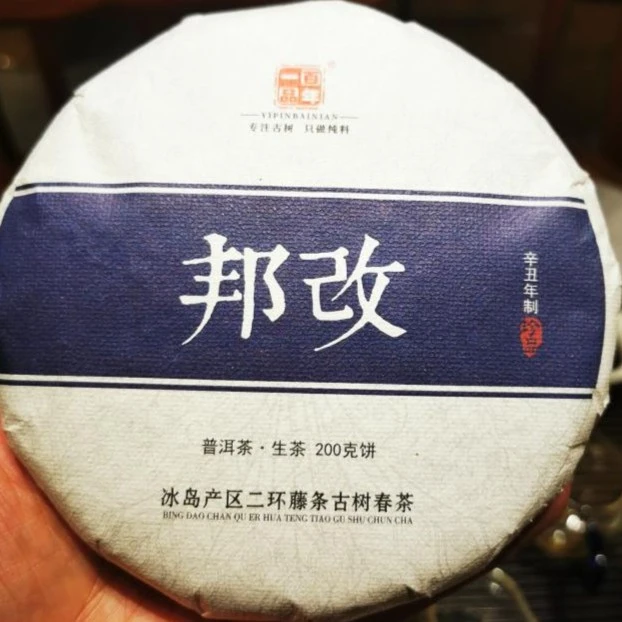 一百
品年
YIPINBAINIAN
专注古树 只做纯料
邦改
辛丑年制
珍品
普洱茶·生茶 200克饼
冰岛产区二环藤条古树春茶
BING DAO CHAN QU ER HUA TENG TIAO GU SHU CHUN CHA